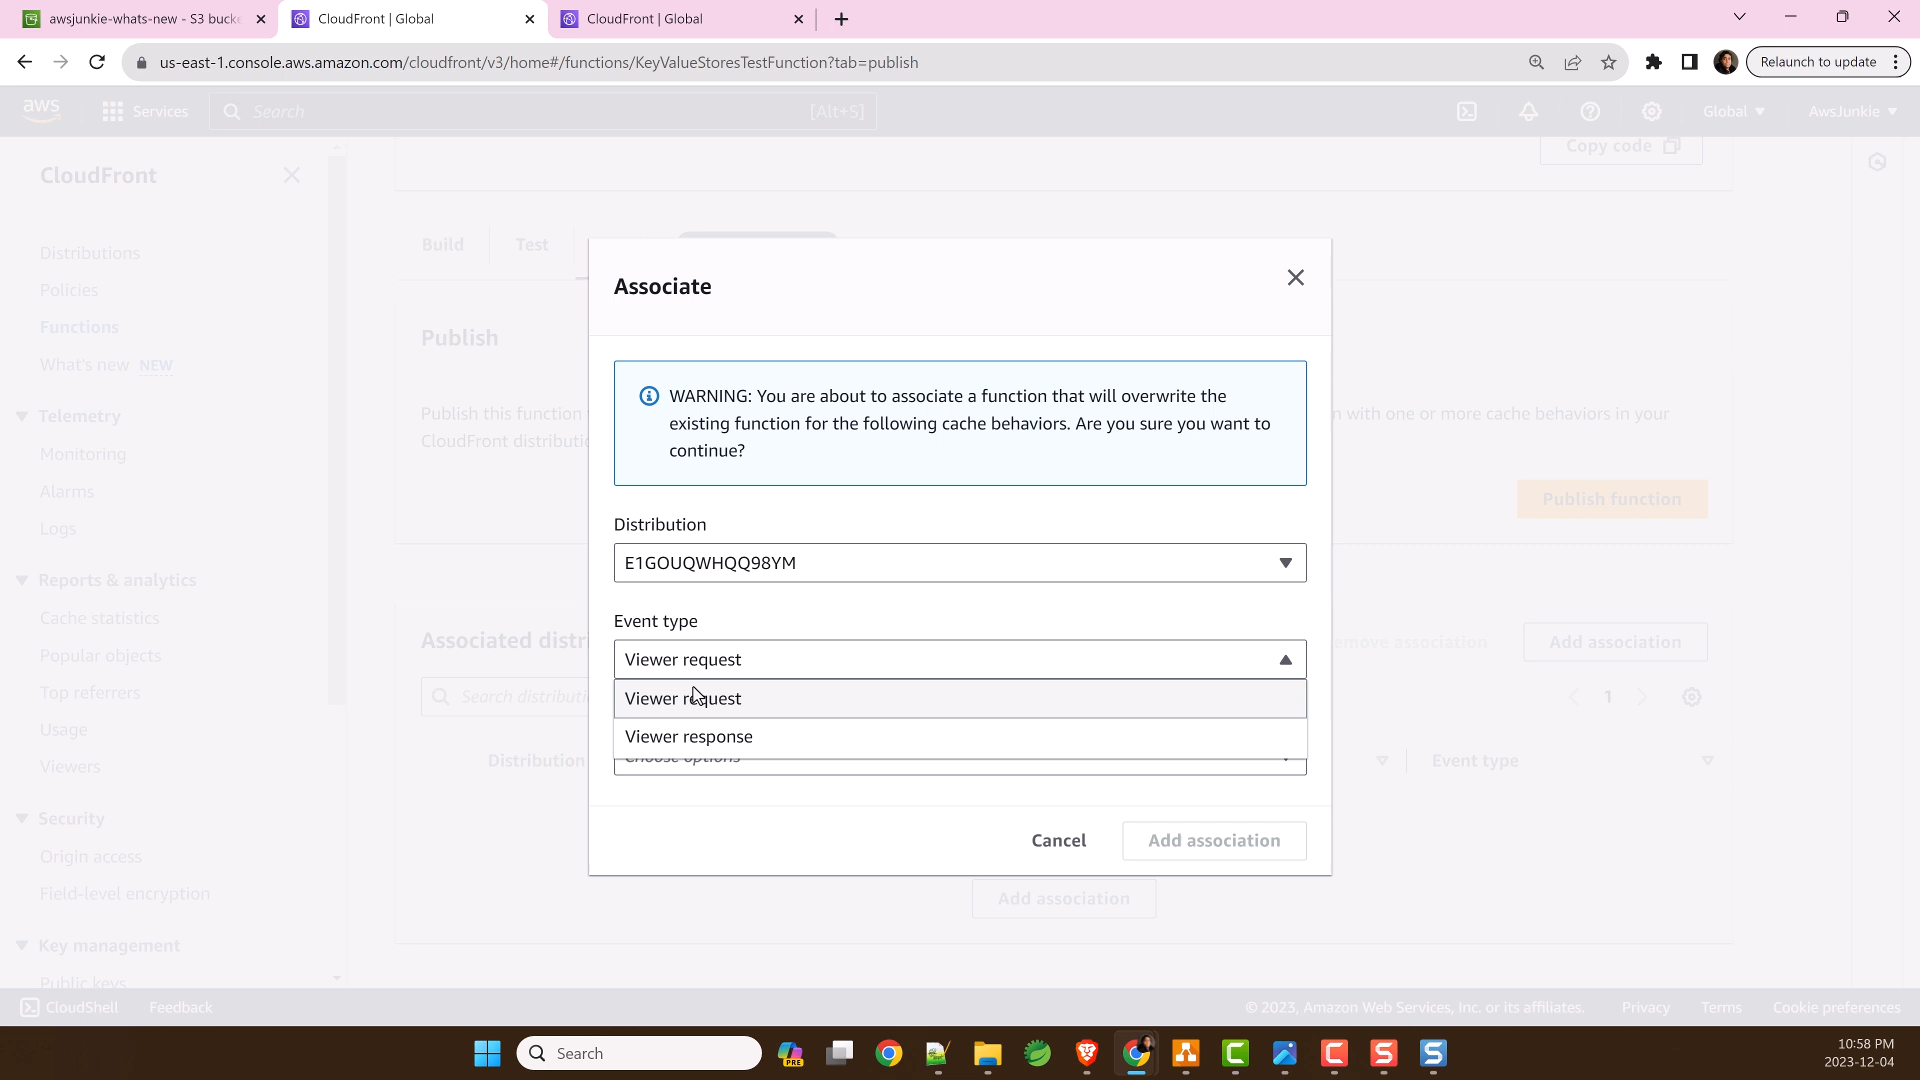 awsjunkie-whats-new - S3 buck
CloudFront | Global
CloudFront | Global
us-east-1.console.aws.amazon.com/cloudfront/v3/home#/functions/KeyValueStoresTestFunction?tab=publish
Relaunch to update
aws
Services
Search
[Alt+S]
Global
AwsJunkie
CloudFront
Distributions
Policies
Functions
What's new NEW
Telemetry
Monitoring
Alarms
Logs
Reports & analytics
Cache statistics
Popular objects
Top referrers
Usage
Viewers
Security
Origin access
Field-level encryption
Key management
Public keys
Copy code
Build
Test
Publish
Publish this function
n with one or more cache behaviors in your
CloudFront distributi
Publish function
Associated distri
emove association
Add association
Search distributi
1
Distribution
Event type
Add association
Associate
WARNING: You are about to associate a function that will overwrite the
existing function for the following cache behaviors. Are you sure you want to
continue?
Distribution
E1GOUQWHQQ98YM
Event type
Viewer request
Viewer request
Viewer response
Choose options
Cancel
Add association
CloudShell
Feedback
© 2023, Amazon Web Services, Inc. or its affiliates.
Privacy
Terms
Cookie preferences
Search
PRE
10:58 PM
2023-12-04